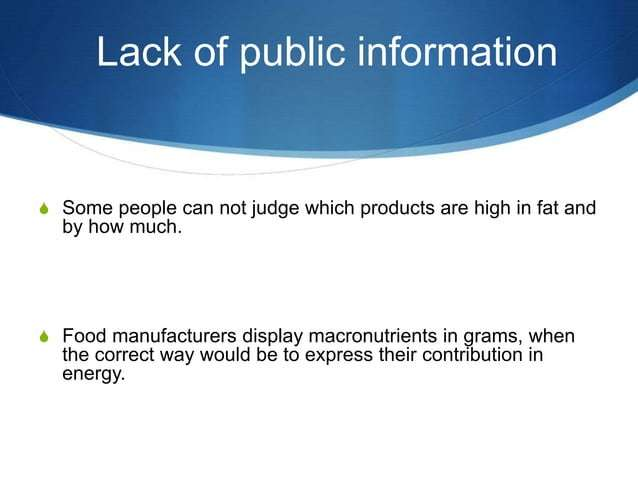 Lack of public information
Some people can not judge which products are high in fat and
by how much.
Food manufacturers display macronutrients in grams, when
the correct way would be to express their contribution in
energy.